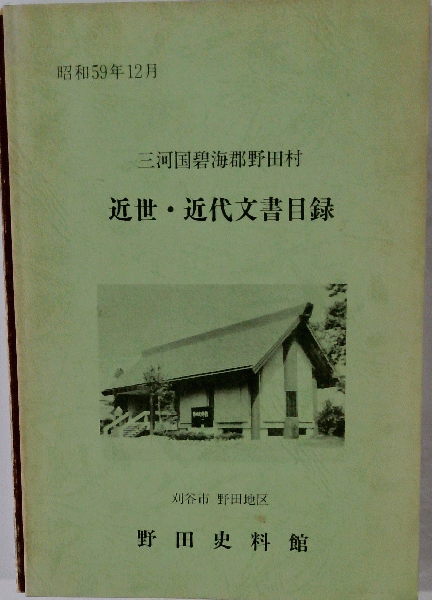 昭和59年12月
三河国碧海郡野田村
近世・近代文書目録
刈谷市 野田地区
野田史料館